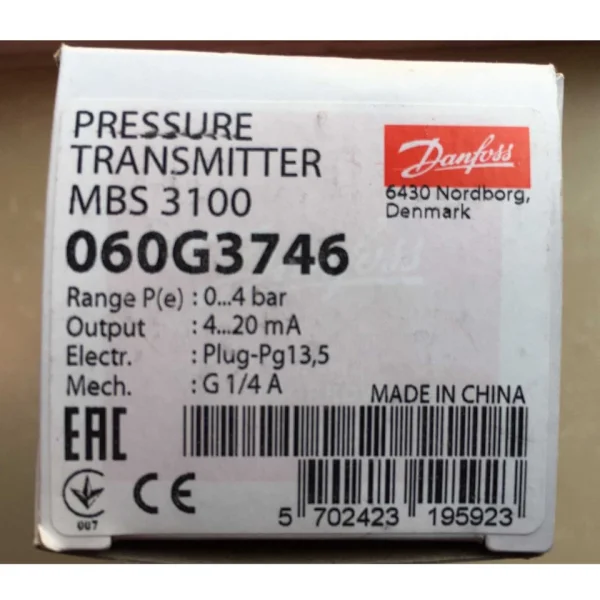 PRESSURE
TRANSMITTER
MBS 3100
060G3746
Danfoss
6430 Nordborg,
Denmark
Range P(e) : 0...4 bar
Output : 4...20 mA
Electr. : Plug-Pg13,5
Mech. : G 1/4 A
MADE IN CHINA
EAC
007
CE
5 702423 195923